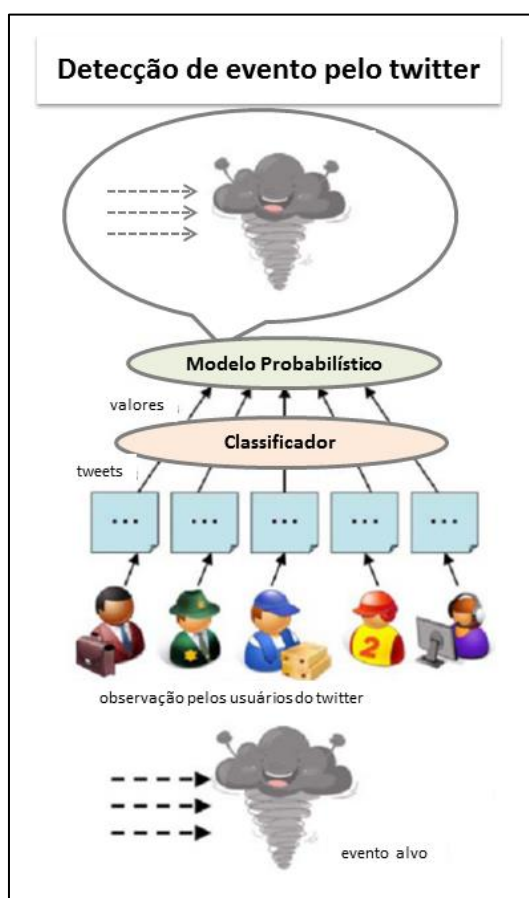 Detecção de evento pelo twitter
Modelo Probabilístico
valores
Classificador
tweets
...
...
...
...
...
2
observação pelos usuários do twitter
evento alvo